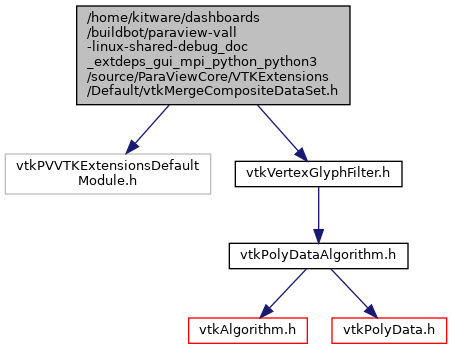 /home/kitware/dashboards
/buildbot/paraview-vall
-linux-shared-debug_doc
_extdeps_gui_mpi_python_python3
/source/ParaViewCore/VTKExtensions
/Default/vtkMergeCompositeDataSet.h
vtkPVVTKExtensionsDefault
Module.h
vtkVertexGlyphFilter.h
vtkPolyDataAlgorithm.h
vtkAlgorithm.h
vtkPolyData.h